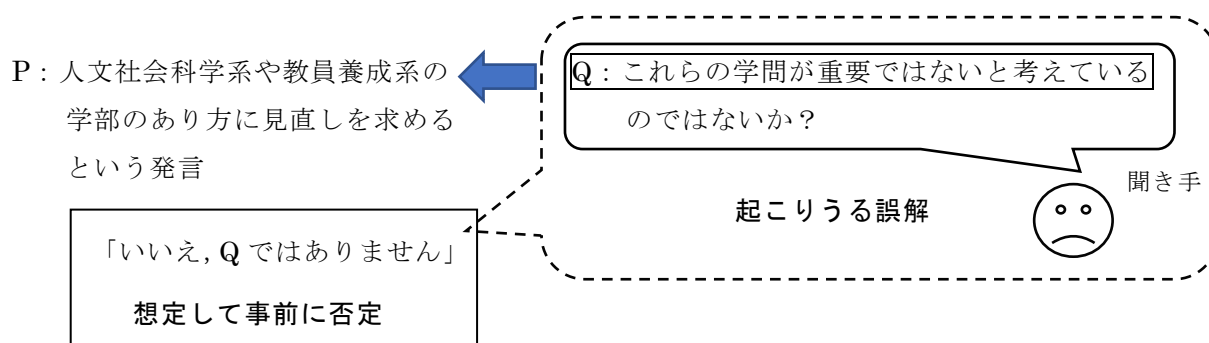 P：人文社会科学系や教員養成系の
学部のあり方に見直しを求める
という発言
Q：これらの学問が重要ではないと考えている
のではないか？
聞き手
起こりうる誤解
「いいえ, Q ではありません」
想定して事前に否定